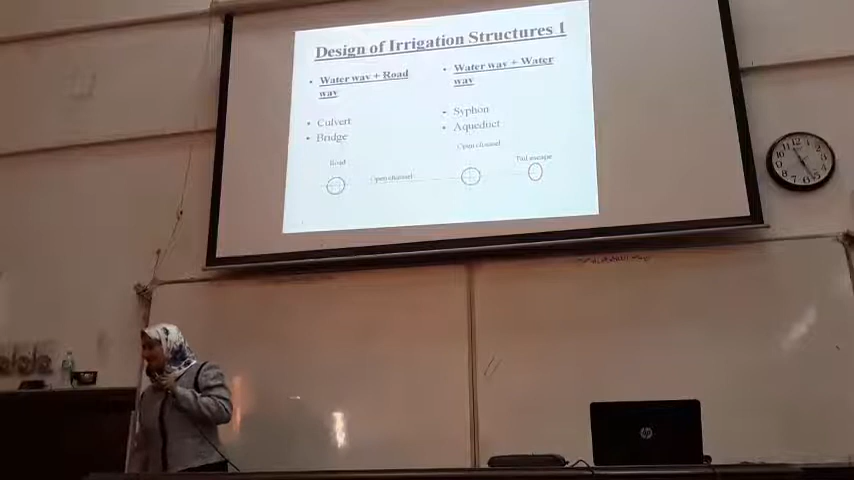 Design of Irrigation Structures 1
• Water way + Road
way
• Culvert
• Bridge
• Water way + Water
way
• Syphon
• Aqueduct
Road
Open channel
Open channel
Tail escape
hp